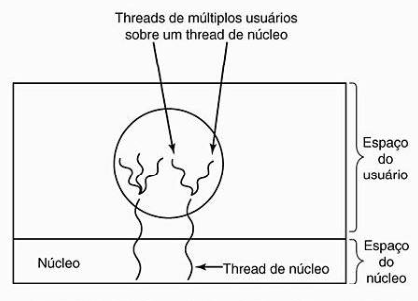 Threads de múltiplos usuários
sobre um thread de núcleo
Espaço
do
usuário
Núcleo
Thread de núcleo
Espaço
do
núcleo